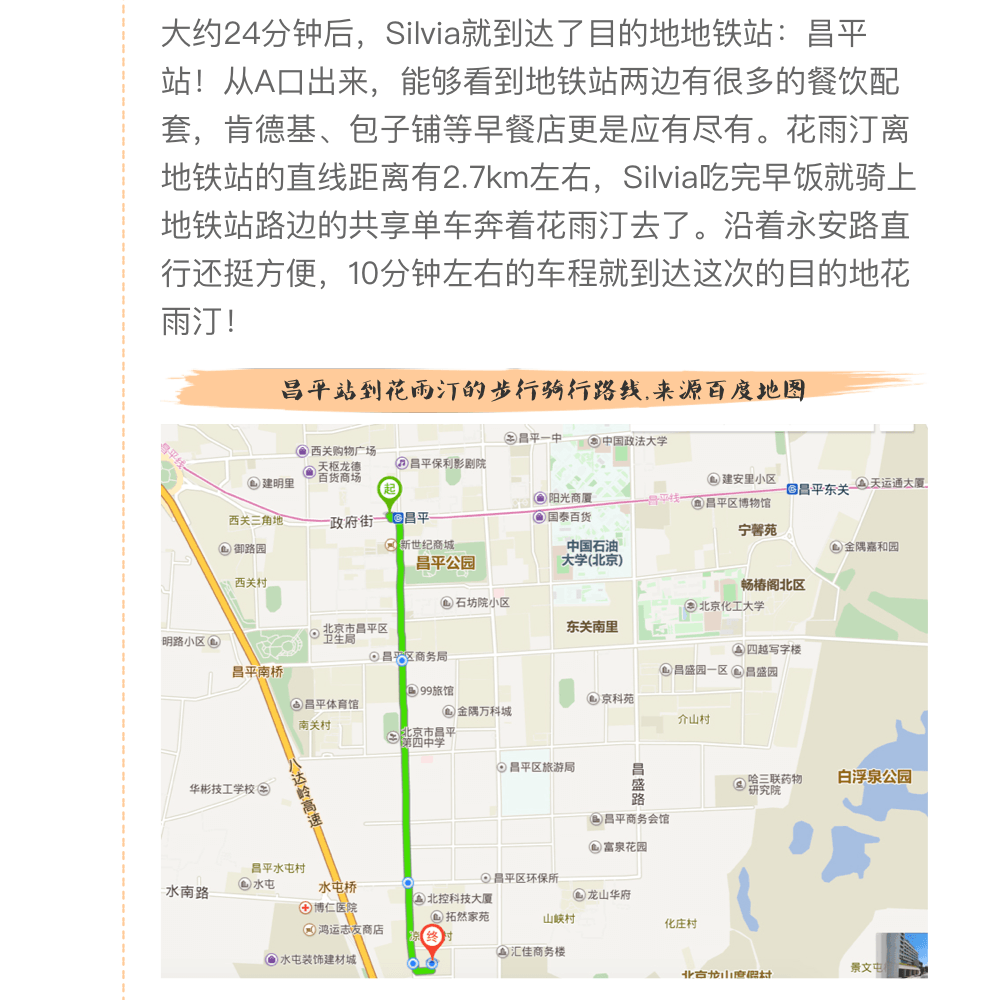 大约24分钟后，Silvia就到达了目的地地铁站：昌平
站！从A口出来，能够看到地铁站两边有很多的餐饮配
套，肯德基、包子铺等早餐店更是应有尽有。花雨汀离
地铁站的直线距离有2.7km左右，Silvia吃完早饭就骑上
地铁站路边的共享单车奔着花雨汀去了。沿着永安路直
行还挺方便，10分钟左右的车程就到达这次的目的地花
雨汀！
昌平站到花雨汀的步行骑行路线,来源百度地图
昌平一中
中国政法大学
西关购物广场
昌平线
天枢龙德
百货商场
昌平保利影剧院
建明里
建安里小区
天运通大厦
起
阳光商厦
昌平线
昌平东关
昌平区博物馆
西关三角地
政府街
昌平
国泰百货
宁馨苑
御路园
新世纪商城
昌平公园
中国石油
大学(北京)
金隅嘉和园
西关村
畅椿阁北区
石坊院小区
北京化工大学
北京市昌平区
卫生局
东关南里
明路小区
昌平区商务局
四越写字楼
昌平南桥
昌盛园一区
昌盛园
99旅馆
京科苑
昌平体育馆
金隅万科城
南关村
介山村
北京市昌平
第四中学
八达岭高速
昌平区旅游局
昌盛路
白浮泉公园
华彬技工学校
哈三联药物
研究院
昌平商务会馆
富泉花园
昌平水屯村
水屯
水屯桥
水南路
昌平区环保所
北控科技大厦
龙山华府
博仁医院
拓然家苑
山峡村
化庄村
鸿运志友商店
终
村
汇佳商务楼
水屯装饰建材城
北京龙山度假村
景文屯